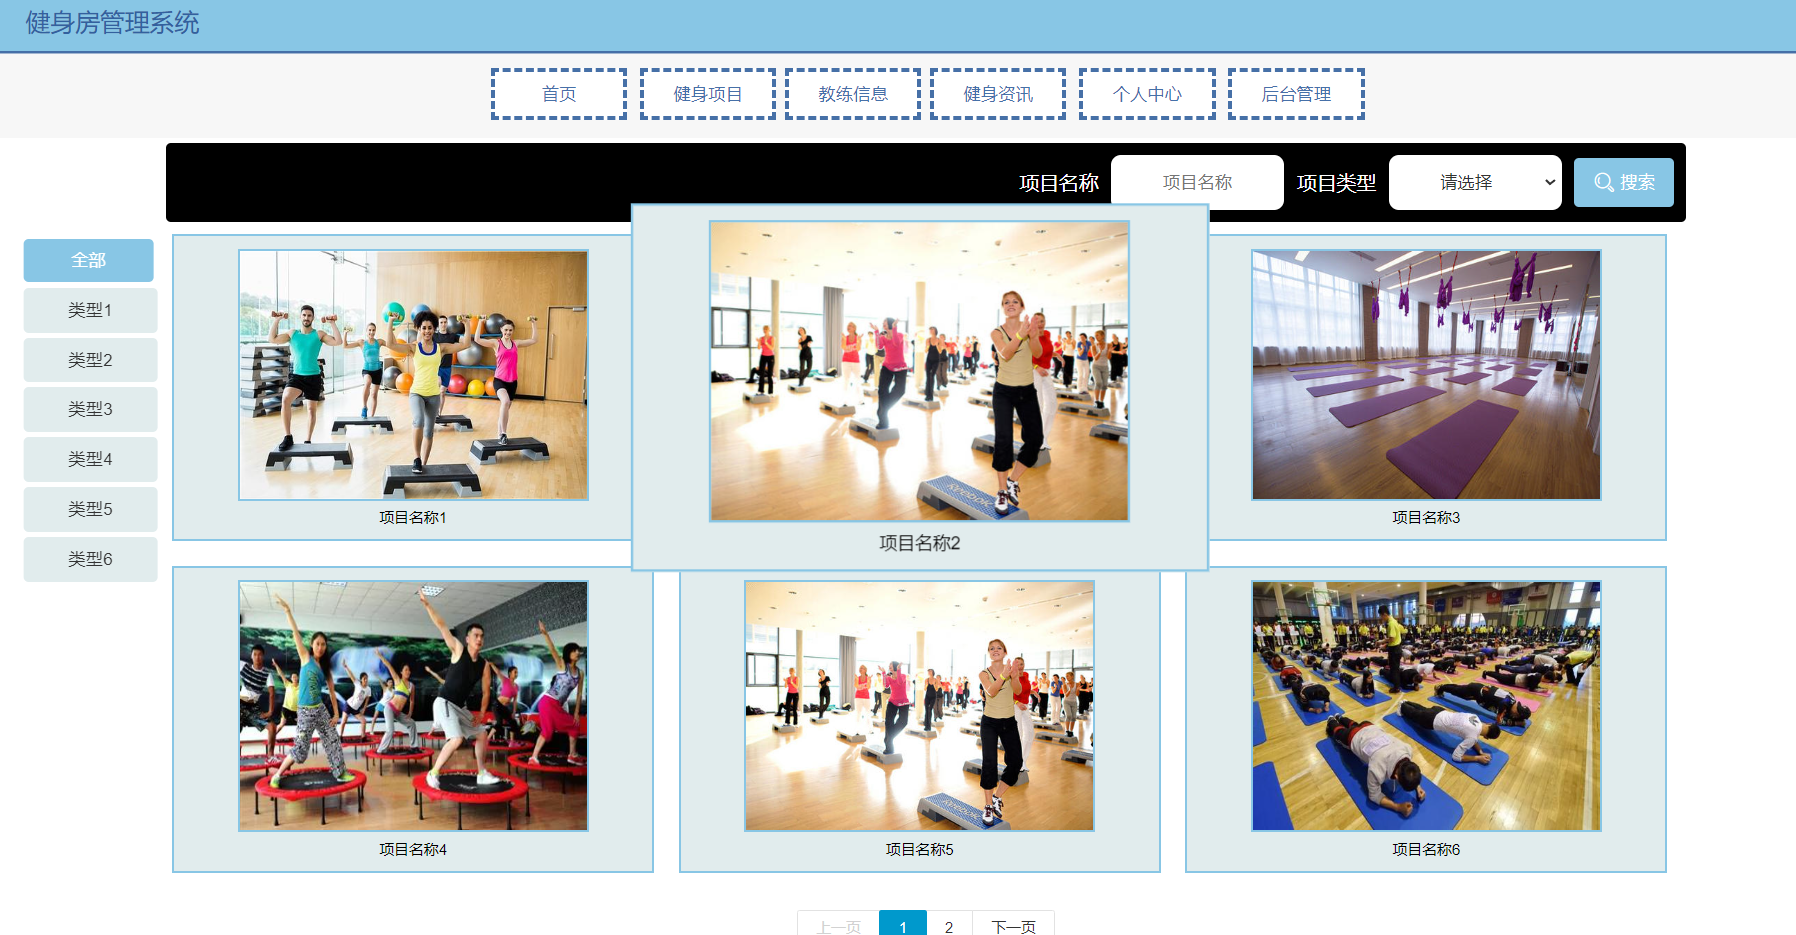 健身房管理系统
首页
健身项目
教练信息
健身资讯
个人中心
后台管理
项目名称
项目名称
项目类型
请选择
搜索
全部
类型1
类型2
类型3
类型4
类型5
类型6
项目名称1
项目名称2
项目名称3
项目名称4
项目名称5
项目名称6
上一页
1
2
下一页